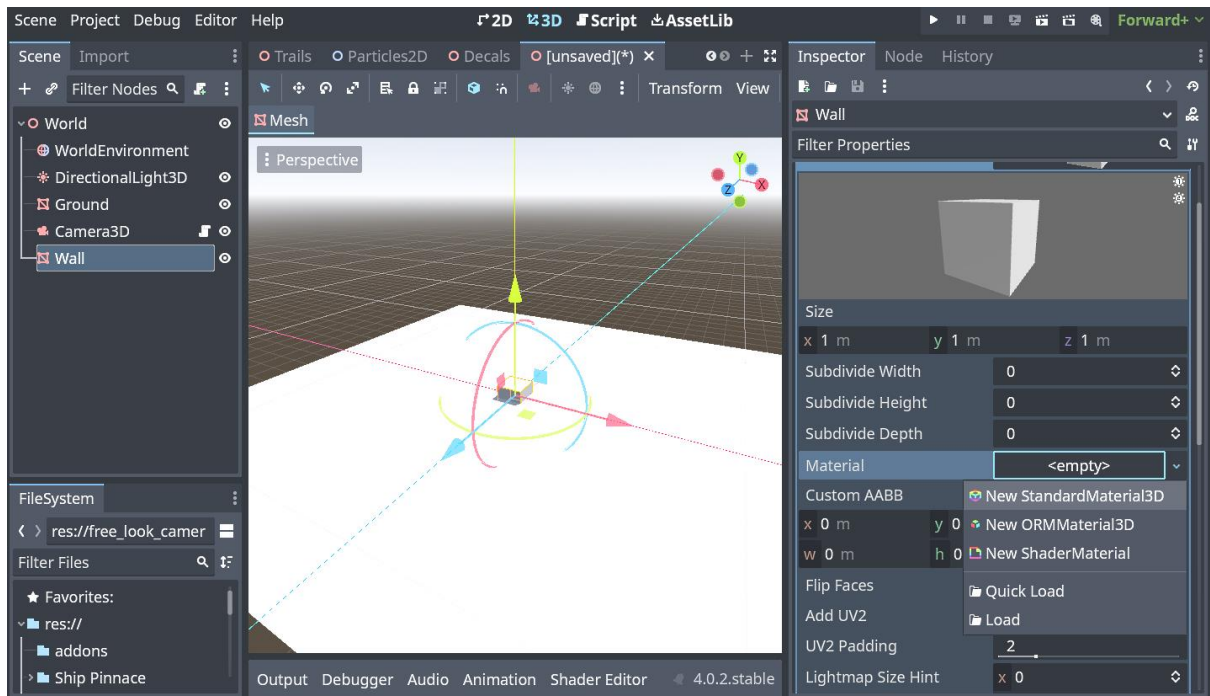 Scene Project Debug Editor Help 2D 3D Script AssetLib Forward+
Scene Import
Filter Nodes
World
WorldEnvironment
DirectionalLight3D
Ground
Camera3D
Wall
FileSystem
res://free_look_camer
Filter Files
Favorites:
res://
addons
Ship Pinnace
Trails Particles2D Decals [unsaved](*)
Transform View
Mesh
Perspective
Y
X
Z
Output Debugger Audio Animation Shader Editor 4.0.2.stable
Inspector Node History
Wall
Filter Properties
Size
x 1 m y 1 m z 1 m
Subdivide Width 0
Subdivide Height 0
Subdivide Depth 0
Material <empty>
Custom AABB
x 0 m y 0
w 0 m h 0
New StandardMaterial3D
New ORMMaterial3D
New ShaderMaterial
Quick Load
Load
Flip Faces
Add UV2
UV2 Padding 2
Lightmap Size Hint x 0